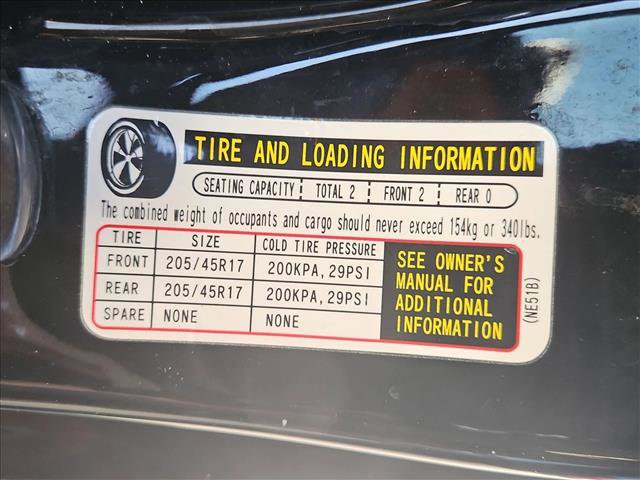 TIRE AND LOADING INFORMATION
SEATING CAPACITY TOTAL 2 FRONT 2 REAR 0
The combined weight of occupants and cargo should never exceed 154kg or 340lbs.
TIRE SIZE COLD TIRE PRESSURE
FRONT 205/45R17 200KPA, 29PSI
REAR 205/45R17 200KPA, 29PSI
SPARE NONE NONE
SEE OWNER'S
MANUAL FOR
ADDITIONAL
INFORMATION
(NE51B)